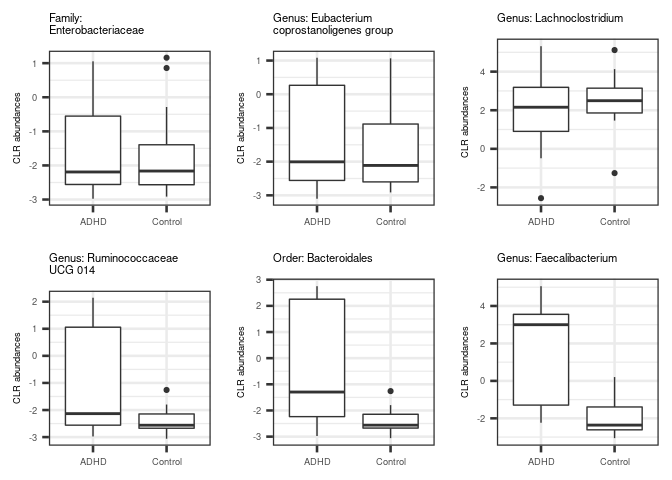 Family:
Enterobacteriaceae
CLR abundances
1
0
-1
-2
-3
ADHD
Control
Genus: Eubacterium
coprostanoligenes group
CLR abundances
1
0
-1
-2
-3
ADHD
Control
Genus: Lachnoclostridium
CLR abundances
4
2
0
-2
ADHD
Control
Genus: Ruminococcaceae
UCG 014
CLR abundances
2
1
0
-1
-2
-3
ADHD
Control
Order: Bacteroidales
CLR abundances
3
2
1
0
-1
-2
-3
ADHD
Control
Genus: Faecalibacterium
CLR abundances
4
2
0
-2
ADHD
Control